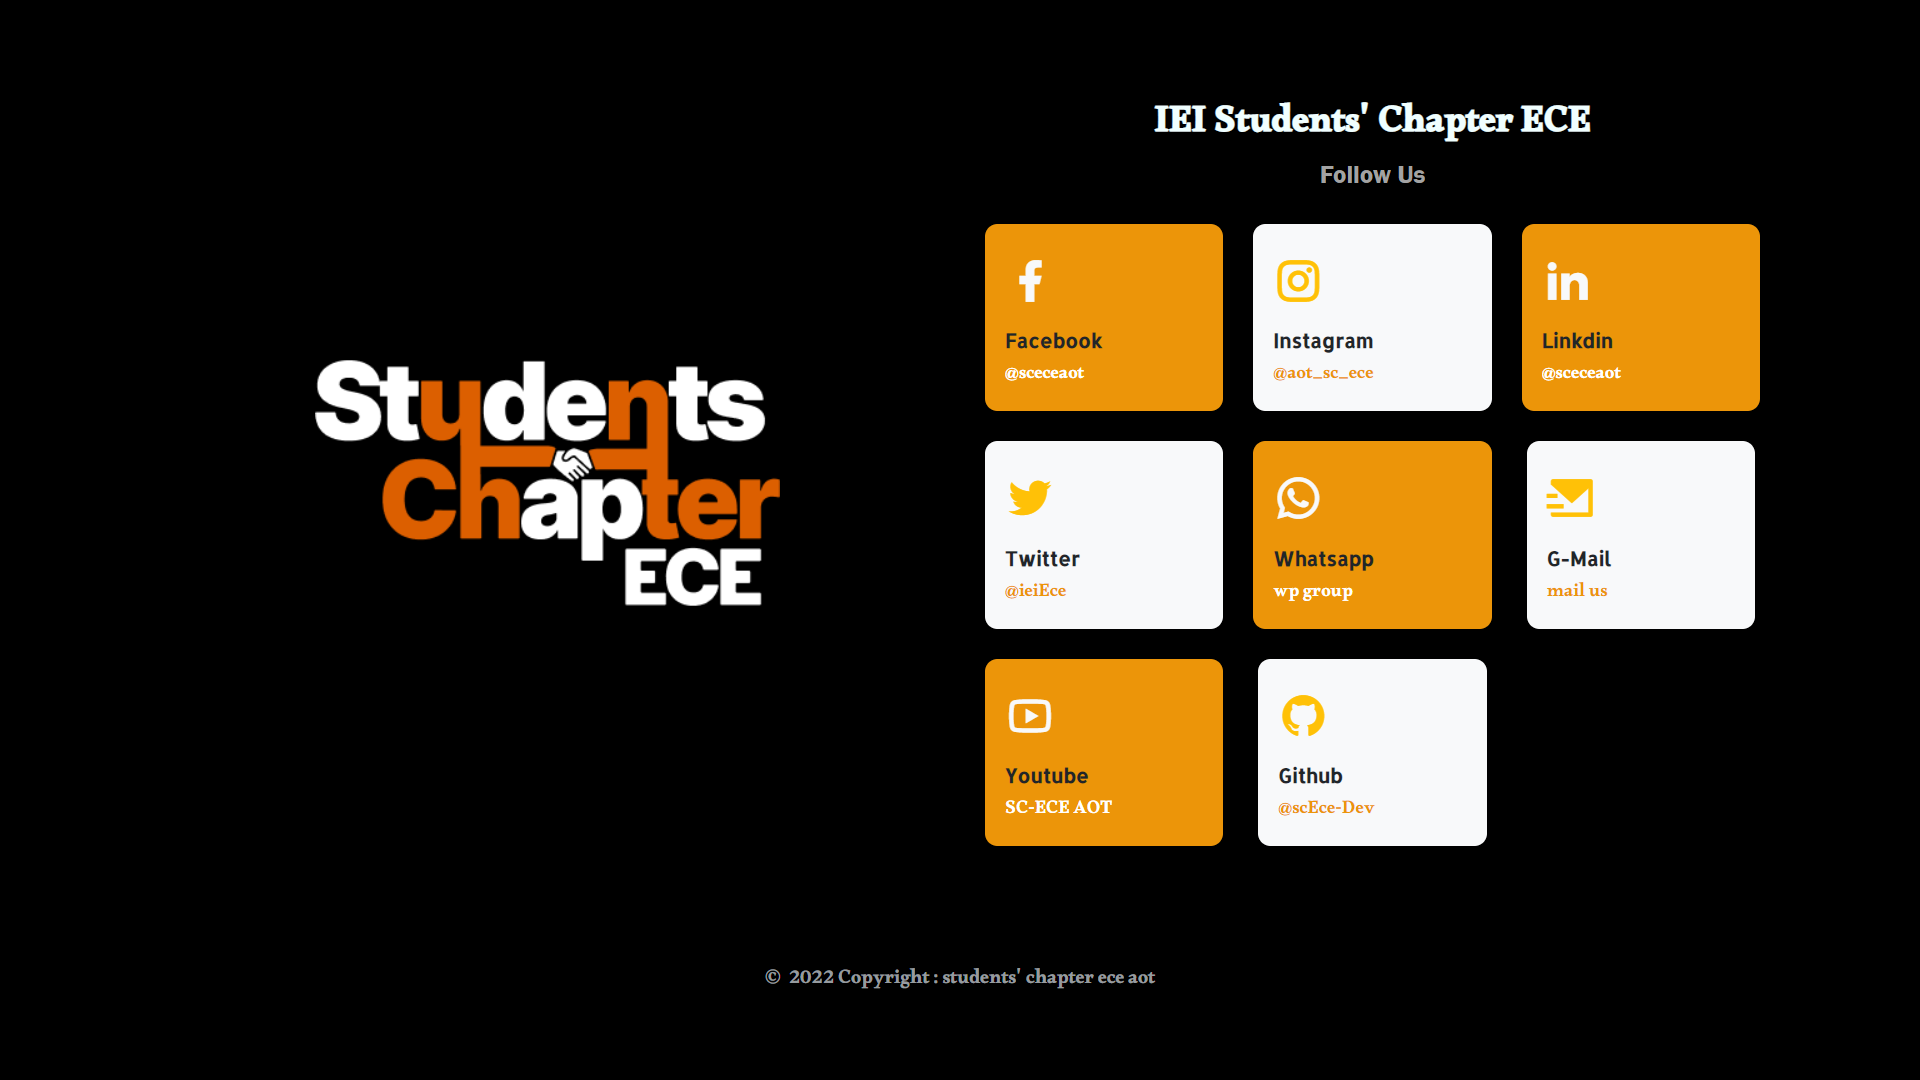 Students
Chapter
ECE
IEI Students' Chapter ECE
Follow Us
Facebook
@sceceaot
Instagram
@aot_sc_ece
Linkdin
@sceceaot
Twitter
@ieiEce
Whatsapp
wp group
G-Mail
mail us
Youtube
SC-ECE AOT
Github
@scEce-Dev
© 2022 Copyright : students' chapter ece aot